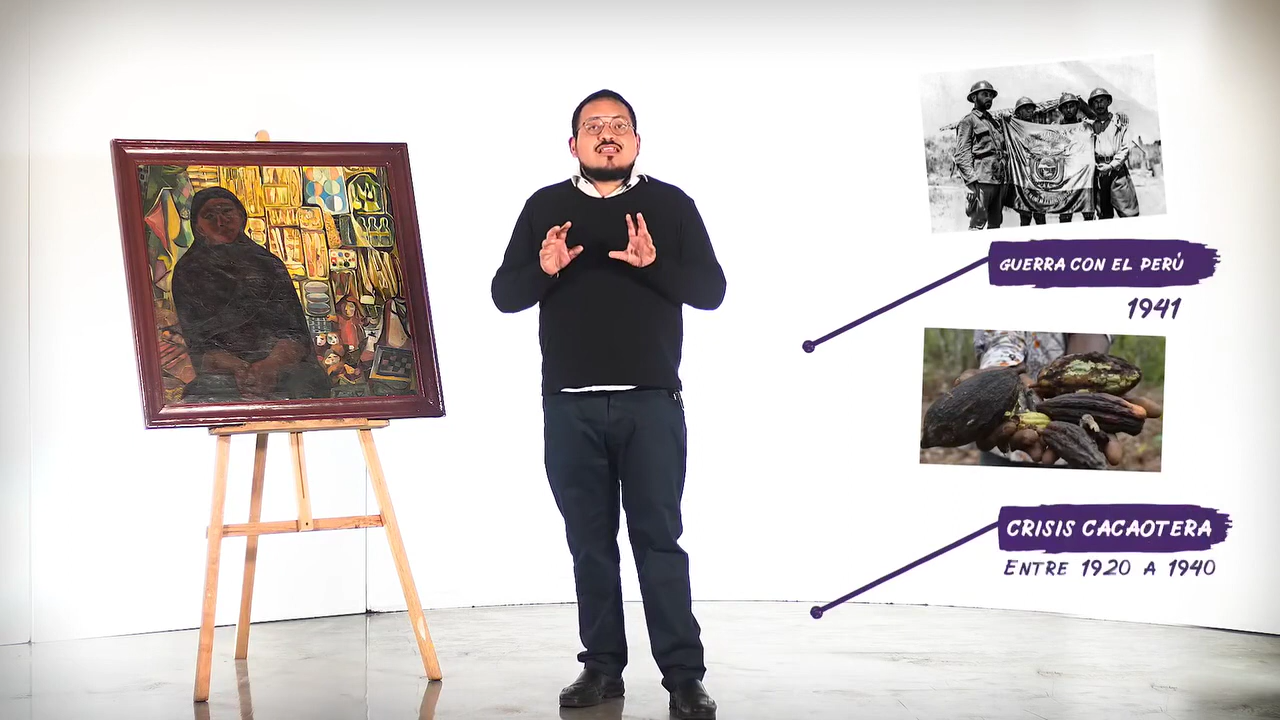 GUERRA CON EL PERÚ
1941
CRISIS CACAOTERA
ENTRE 1920 A 1940